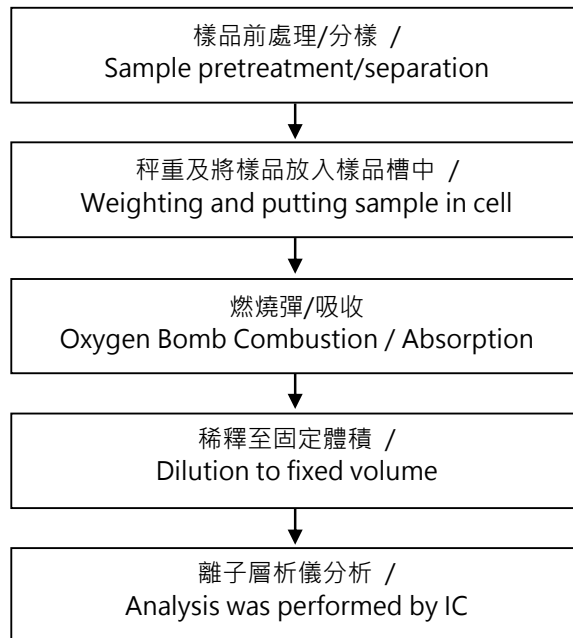 樣品前處理/分樣 /
Sample pretreatment/separation
秤重及將樣品放入樣品槽中 /
Weighting and putting sample in cell
燃燒彈/吸收
Oxygen Bomb Combustion / Absorption
稀釋至固定體積 /
Dilution to fixed volume
離子層析儀分析 /
Analysis was performed by IC